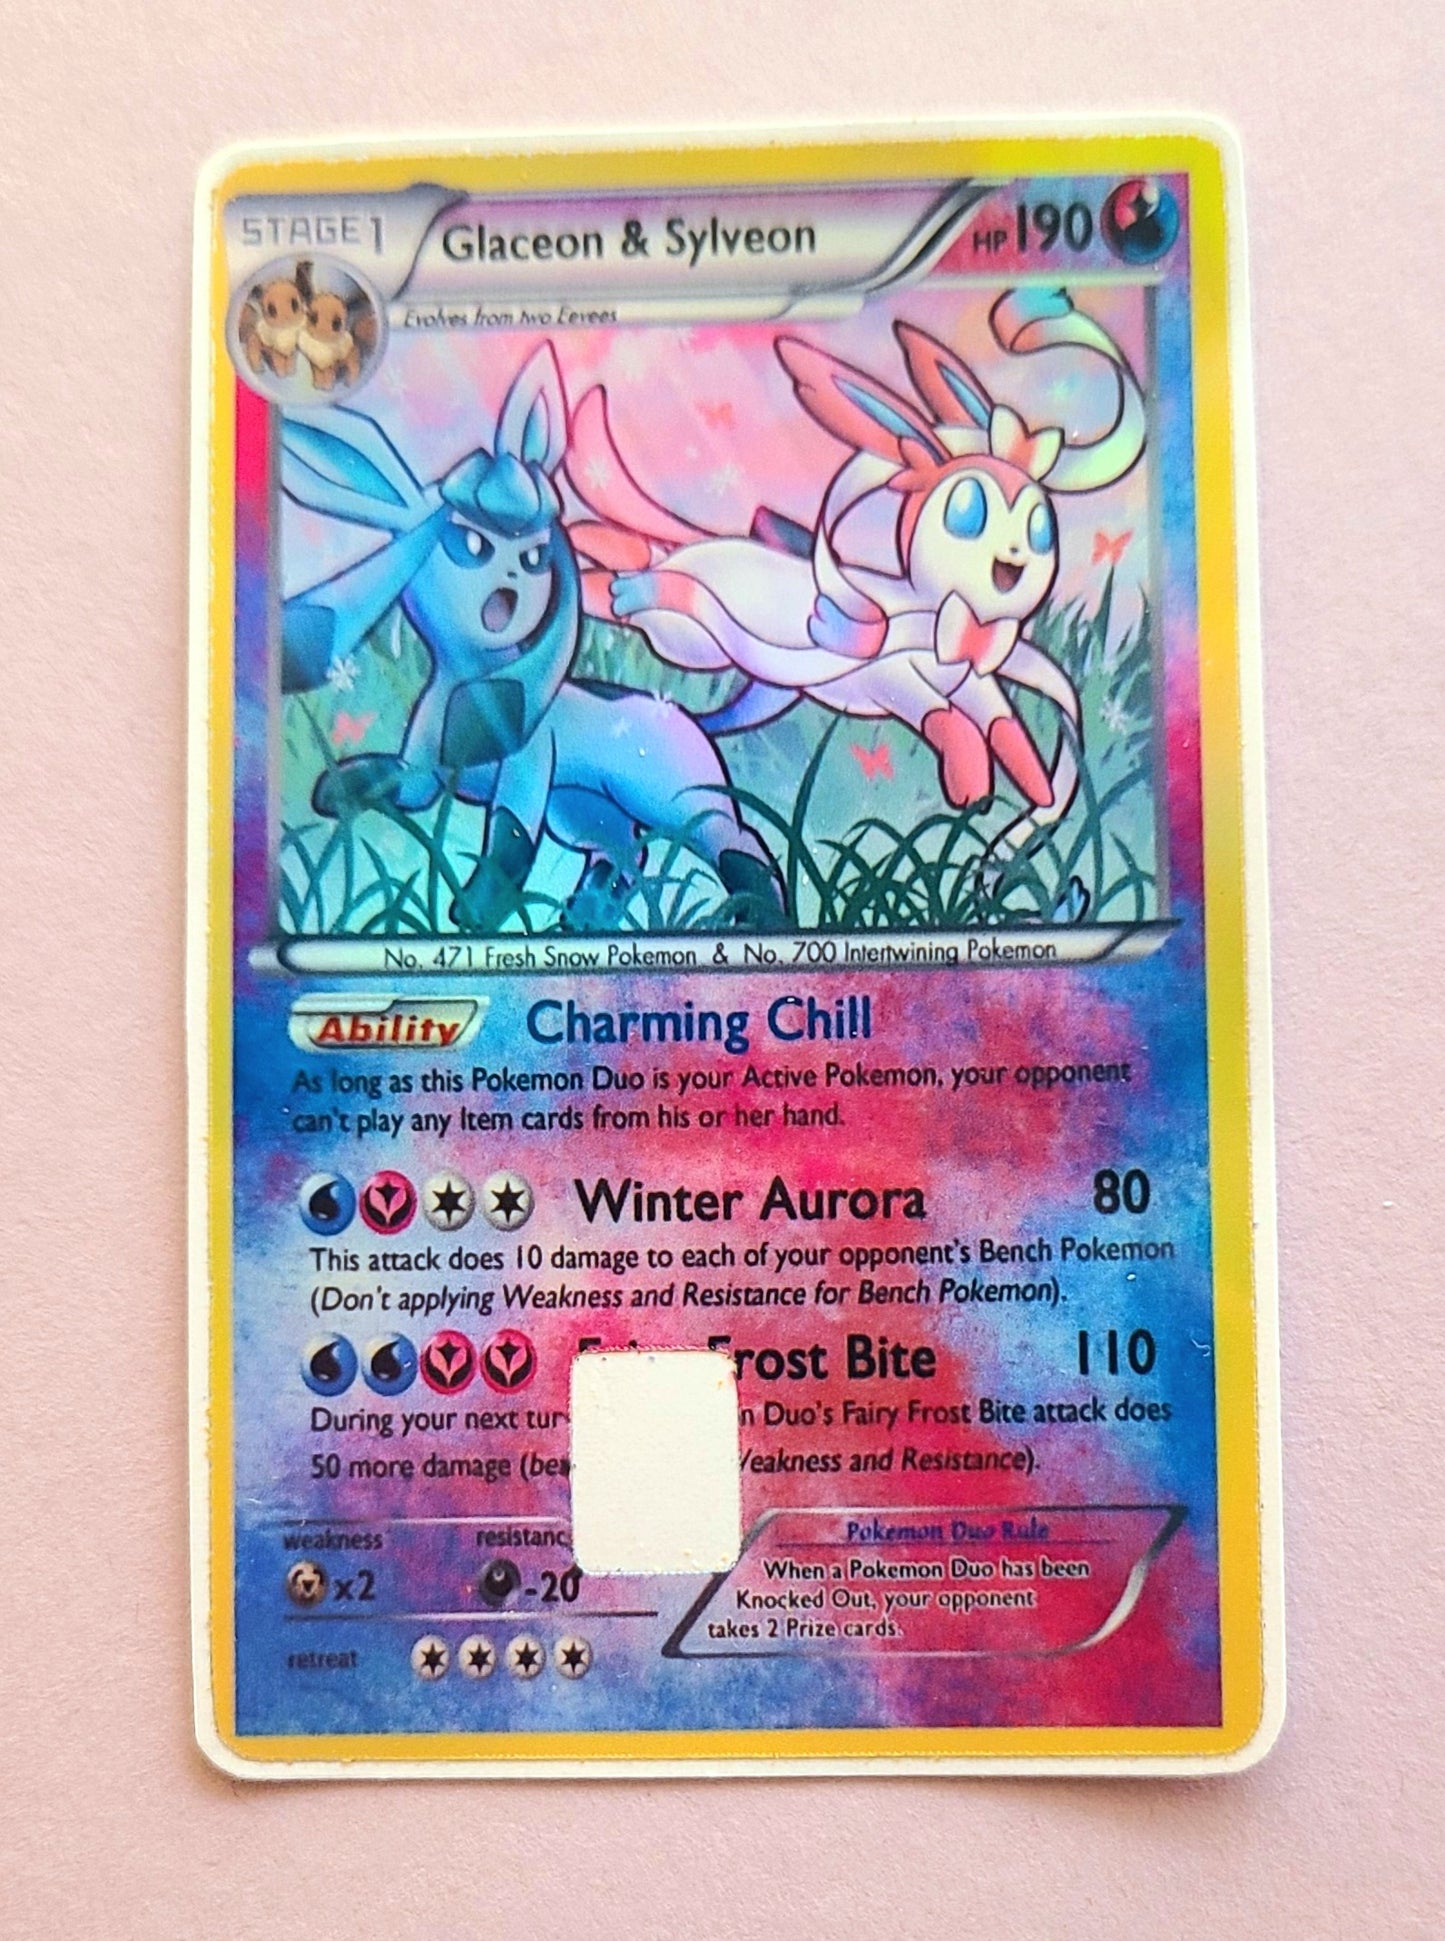 STAGE 1 Glaceon & Sylveon HP 190
Evolves from two Eevees
No. 471 Fresh Snow Pokemon & No. 700 Intertwining Pokemon
Ability Charming Chill
As long as this Pokemon Duo is your Active Pokemon, your opponent
can't play any Item cards from his or her hand.
Winter Aurora 80
This attack does 10 damage to each of your opponent's Bench Pokemon
(Don't applying Weakness and Resistance for Bench Pokemon).
Frost Bite 110
During your next Duo's Fairy Frost Bite attack does
50 more damage and Resistance).
weakness
x2
resistance
-20
retreat
Pokemon Duo Rule
When a Pokemon Duo has been
Knocked Out, your opponent
takes 2 Prize cards.